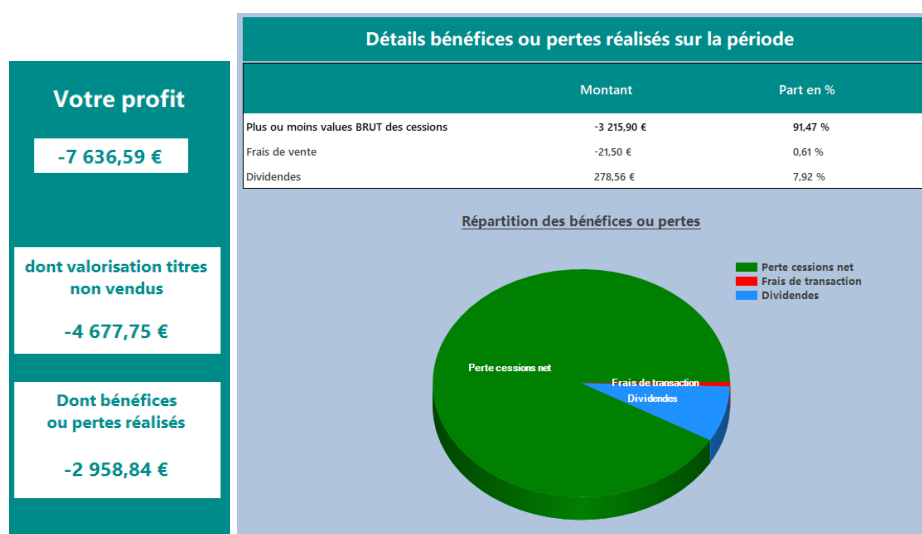 Votre profit
-7 636,59 €
dont valorisation titres
non vendus
-4 677,75 €
Dont bénéfices
ou pertes réalisés
-2 958,84 €
Détails bénéfices ou pertes réalisés sur la période
Montant Part en %
Plus ou moins values BRUT des cessions -3 215,90 € 91,47 %
Frais de vente -21,50 € 0,61 %
Dividendes 278,56 € 7,92 %
Répartition des bénéfices ou pertes
Perte cessions net
Frais de transaction
Dividendes
Perte cessions net
Frais de transaction
Dividendes